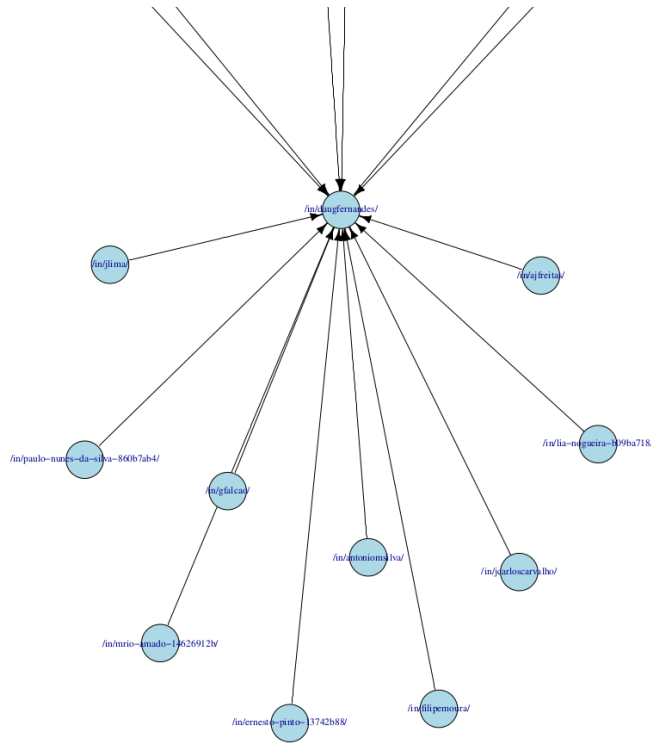 /in/daugfernandes/
/in/jlima/
/in/ajfreitas/
/in/lia-nogueira-b09ba718
/in/paulo-nunes-da-silva-860b7ab4/
/in/gfalcao/
/in/antoniomsilva/
/in/jcarloscarvalho/
/in/mrio-amado-14626912b/
/in/filipemoura/
/in/ernesto-pinto-13742b88/